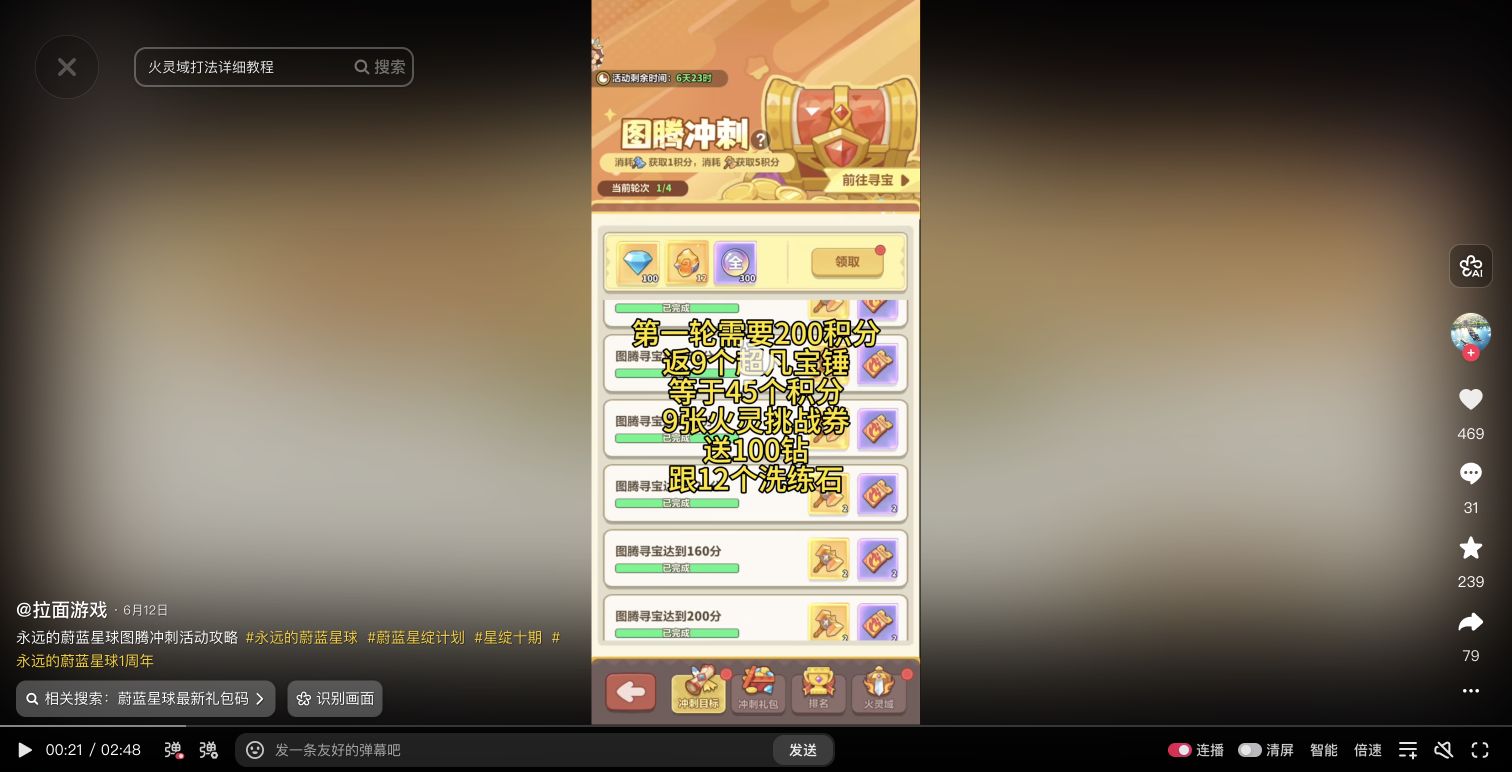 火灵域打法详细教程
搜索
活动剩余时间：6天23时
图腾冲刺
?
消耗 获取1积分，消耗 获取5积分
当前轮次 1/4
前往寻宝
100
12
全
300
领取
已完成
第一轮需要200积分
图腾寻宝
返9个超凡宝锤
等于45个积分
图腾寻宝
9张火灵挑战券
已完成
送100钻
图腾寻宝达
跟12个洗练石
已完成
2
2
图腾寻宝达到160分
已完成
2
2
图腾寻宝达到200分
已完成
2
2
冲刺目标
冲刺礼包
排名
火灵域
AI
469
31
239
79
@拉面游戏 · 6月12日
永远的蔚蓝星球图腾冲刺活动攻略 #永远的蔚蓝星球 #蔚蓝星绽计划 #星绽十期 #
永远的蔚蓝星球1周年
相关搜索：蔚蓝星球最新礼包码
识别画面
00:21 / 02:48
弹
弹
发一条友好的弹幕吧
发送
连播
清屏
智能
倍速